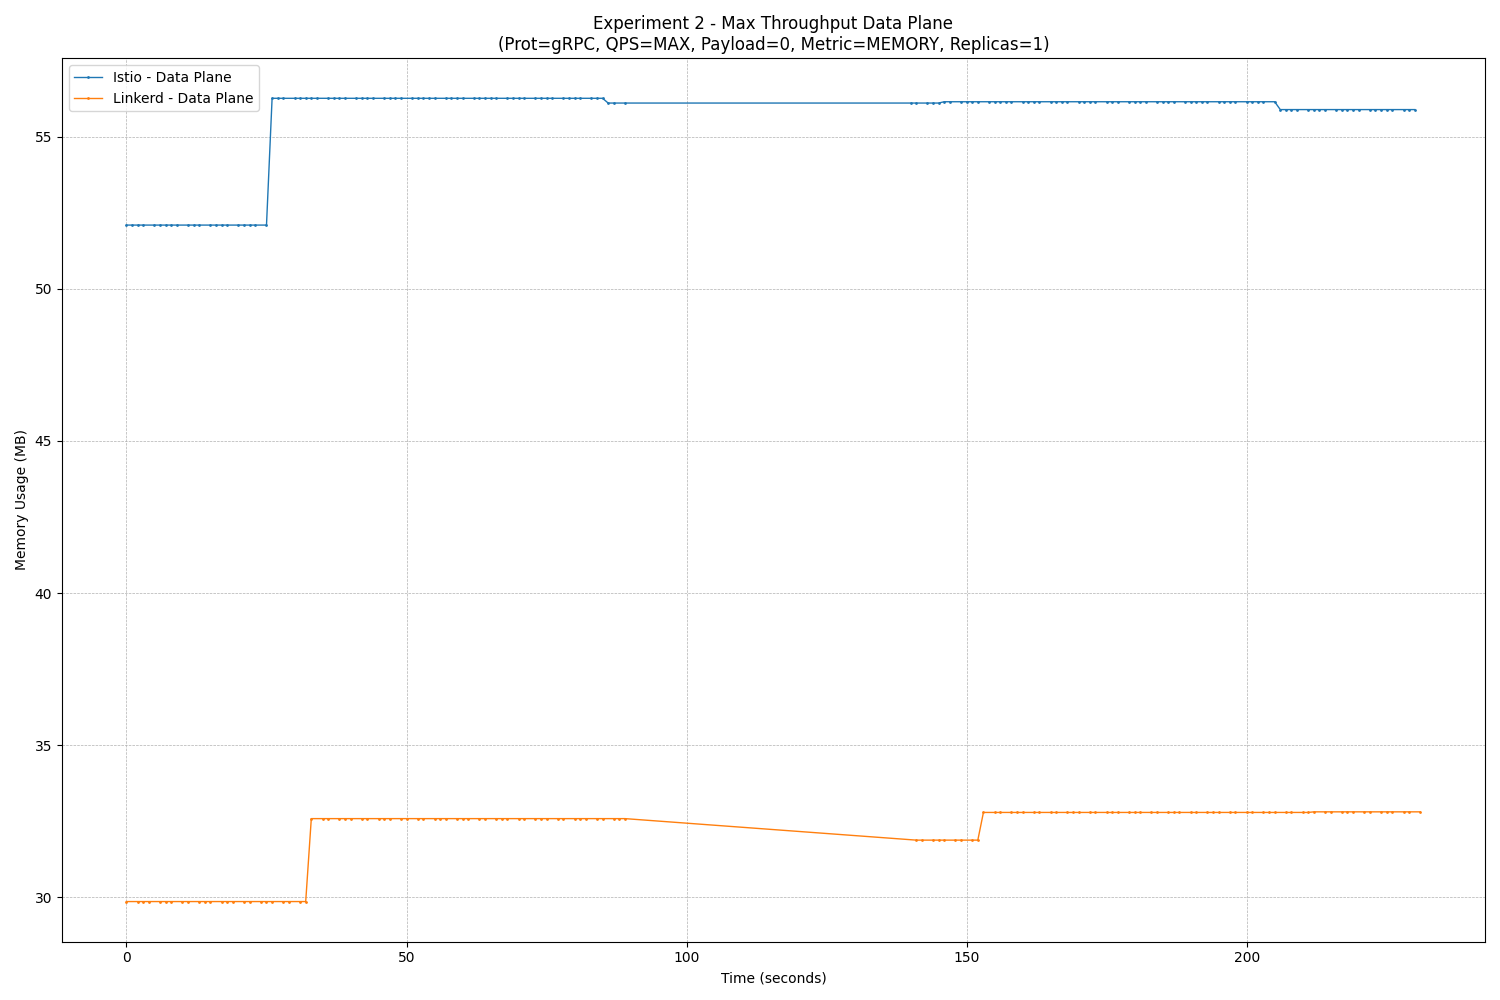 Experiment 2 - Max Throughput Data Plane
(Prot=gRPC, QPS=MAX, Payload=0, Metric=MEMORY, Replicas=1)
Istio - Data Plane
Linkerd - Data Plane
Memory Usage (MB)
55
50
45
40
35
30
0
50
100
150
200
Time (seconds)